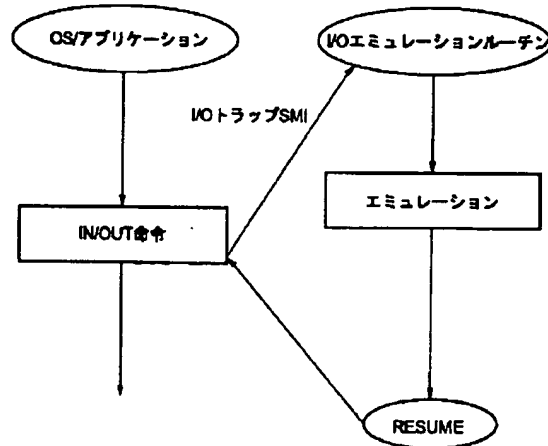 OS/アプリケーション
I/Oエミュレーションルーチン
I/OトラップSMI
IN/OUT命令
エミュレーション
RESUME